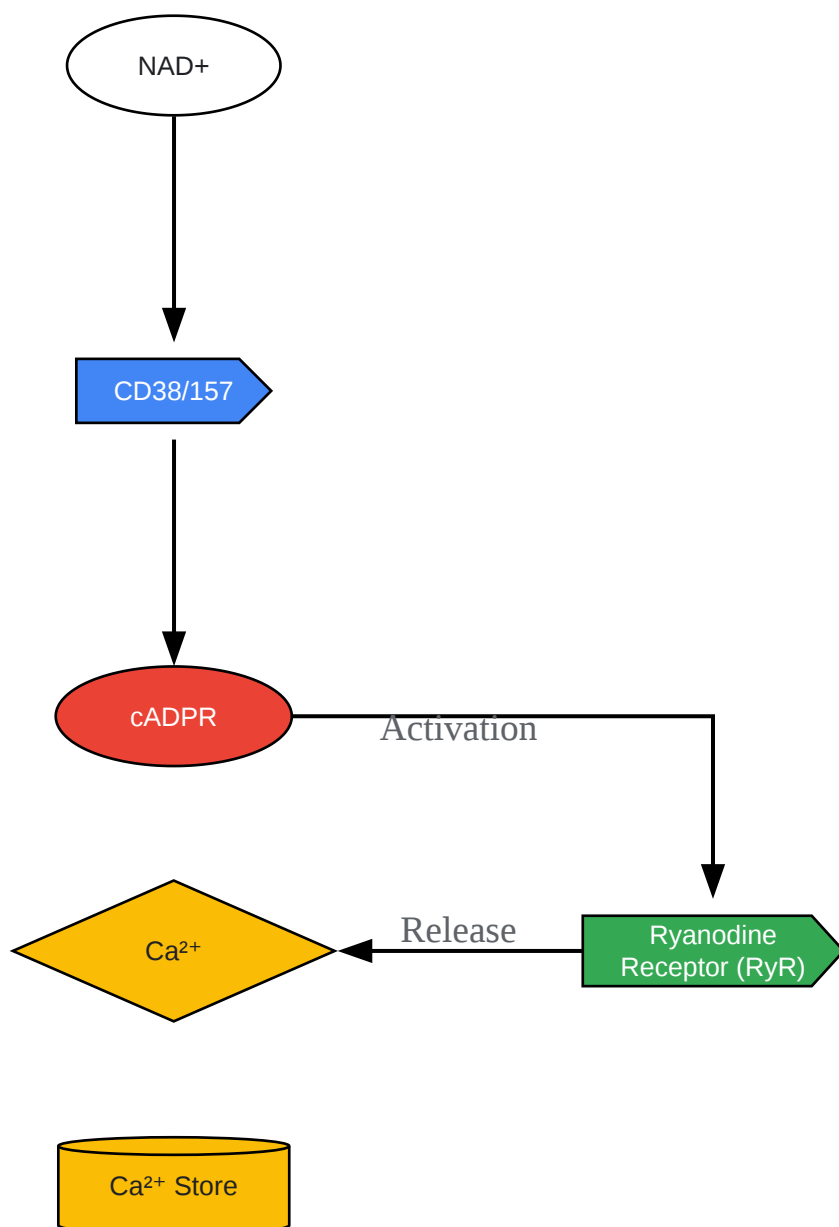 NAD+
CD38/157
cADPR
Activation
Ca²⁺
Release
Ryanodine
Receptor (RyR)
Ca²⁺ Store